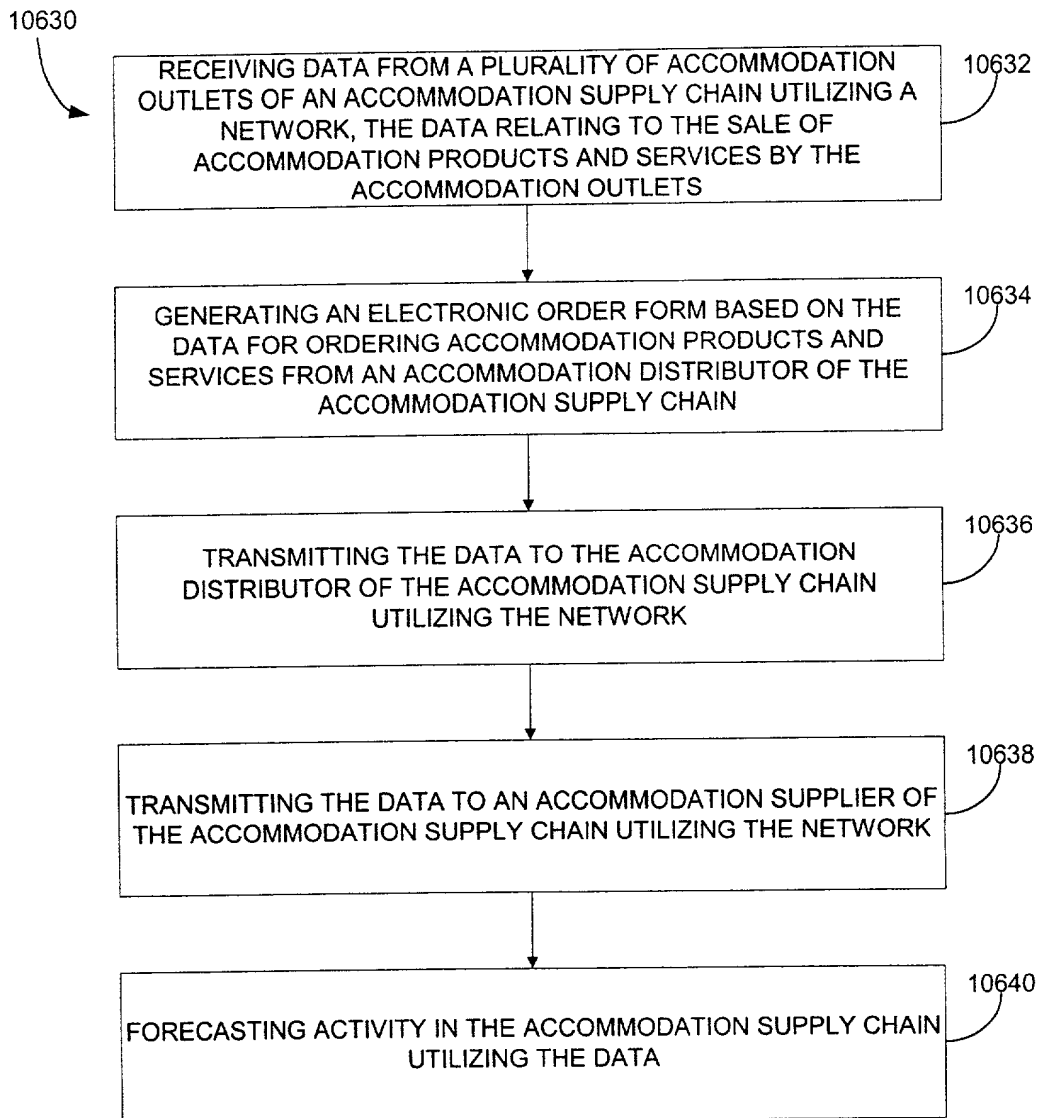 10630
RECEIVING DATA FROM A PLURALITY OF ACCOMMODATION
OUTLETS OF AN ACCOMMODATION SUPPLY CHAIN UTILIZING A
NETWORK, THE DATA RELATING TO THE SALE OF
ACCOMMODATION PRODUCTS AND SERVICES BY THE
ACCOMMODATION OUTLETS
10632
GENERATING AN ELECTRONIC ORDER FORM BASED ON THE
DATA FOR ORDERING ACCOMMODATION PRODUCTS AND
SERVICES FROM AN ACCOMMODATION DISTRIBUTOR OF THE
ACCOMMODATION SUPPLY CHAIN
10634
TRANSMITTING THE DATA TO THE ACCOMMODATION
DISTRIBUTOR OF THE ACCOMMODATION SUPPLY CHAIN
UTILIZING THE NETWORK
10636
TRANSMITTING THE DATA TO AN ACCOMMODATION SUPPLIER OF
THE ACCOMMODATION SUPPLY CHAIN UTILIZING THE NETWORK
10638
FORECASTING ACTIVITY IN THE ACCOMMODATION SUPPLY CHAIN
UTILIZING THE DATA
10640